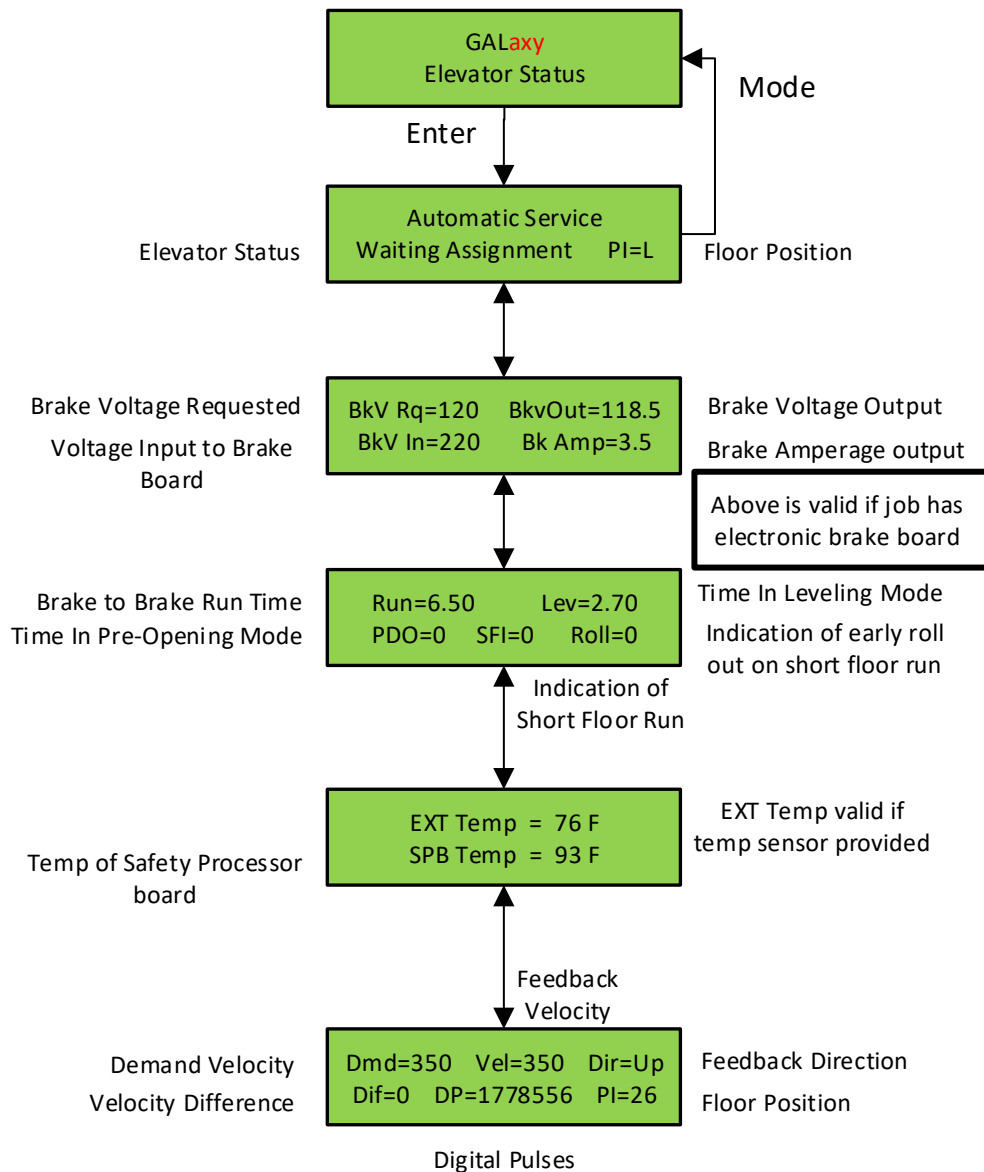 GALaxy
Elevator Status
Mode
Enter
Automatic Service
Waiting Assignment PI=L
Elevator Status
Floor Position
Brake Voltage Requested
Voltage Input to Brake
Board
BkV Rq=120 BkvOut=118.5
BkV In=220 Bk Amp=3.5
Brake Voltage Output
Brake Amperage output
Above is valid if job has
electronic brake board
Brake to Brake Run Time
Time In Pre-Opening Mode
Run=6.50 Lev=2.70
PDO=0 SFI=0 Roll=0
Time In Leveling Mode
Indication of early roll
out on short floor run
Indication of
Short Floor Run
EXT Temp = 76 F
SPB Temp = 93 F
EXT Temp valid if
temp sensor provided
Temp of Safety Processor
board
Feedback
Velocity
Demand Velocity
Velocity Difference
Dmd=350 Vel=350 Dir=Up
Dif=0 DP=1778556 PI=26
Feedback Direction
Floor Position
Digital Pulses